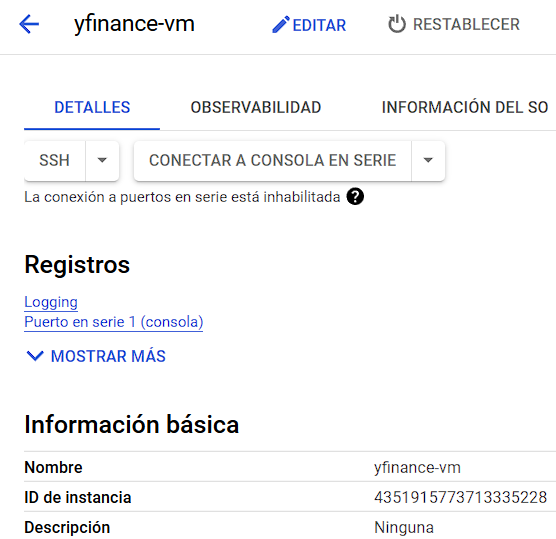 yfinance-vm EDITAR RESTABLECER
DETALLES OBSERVABILIDAD INFORMACIÓN DEL SO
SSH CONECTAR A CONSOLA EN SERIE
La conexión a puertos en serie está inhabilitada ?
Registros
Logging
Puerto en serie 1 (consola)
MOSTRAR MÁS
Información básica
Nombre yfinance-vm
ID de instancia 4351915773713335228
Descripción Ninguna